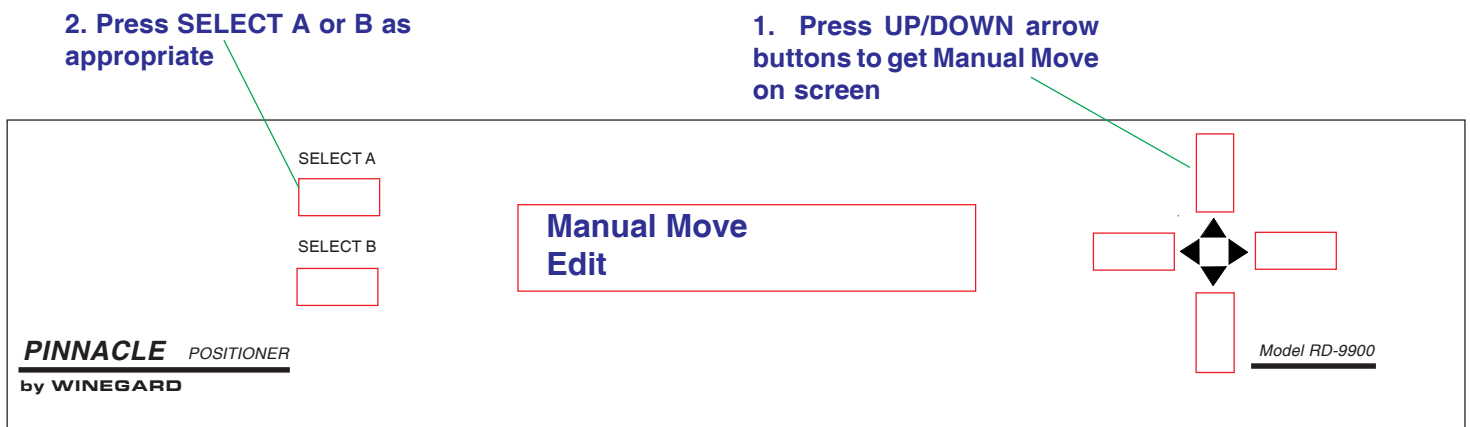 2. Press SELECT A or B as
appropriate
1. Press UP/DOWN arrow
buttons to get Manual Move
on screen
SELECT A
SELECT B
Manual Move
Edit
PINNACLE POSITIONER
by WINEGARD
Model RD-9900